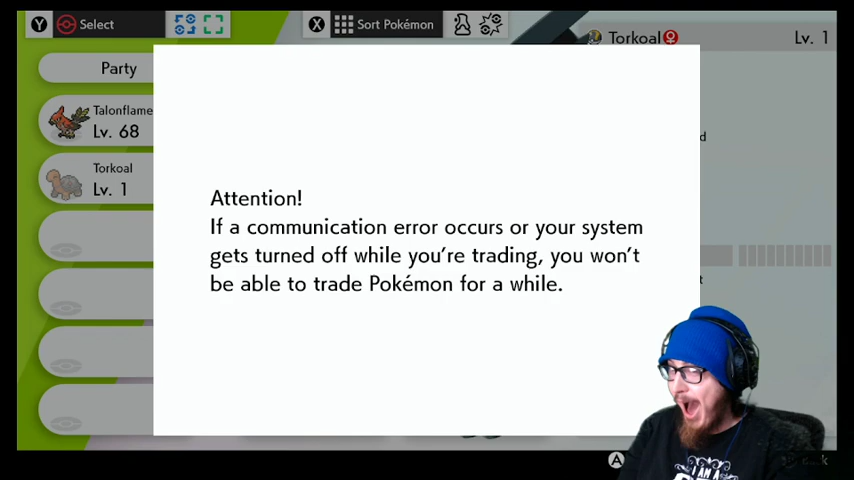 Y Select
X Sort Pokémon
Torkoal Lv. 1
Party
Talonflame
Lv. 68
Torkoal
Lv. 1
Attention!
If a communication error occurs or your system
gets turned off while you're trading, you won't
be able to trade Pokémon for a while.
A
I AM A